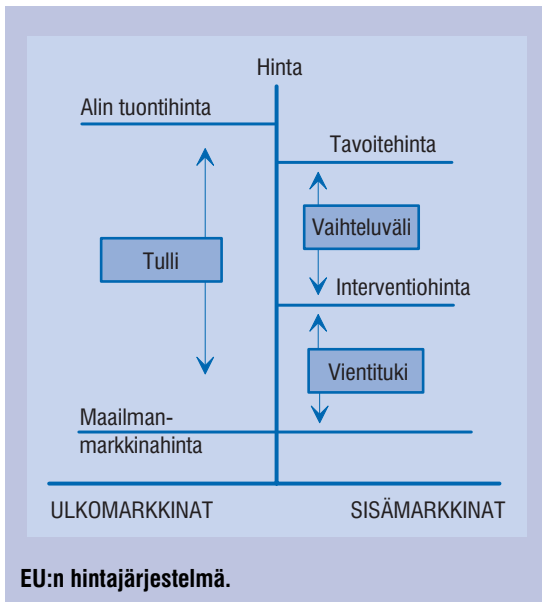 Hinta
Alin tuontihinta
Tavoitehinta
Vaihteluväli
Tulli
Interventiohinta
Vientituki
Maailman-
markkinahinta
ULKOMARKKINAT
SISÄMARKKINAT
EU:n hintajärjestelmä.